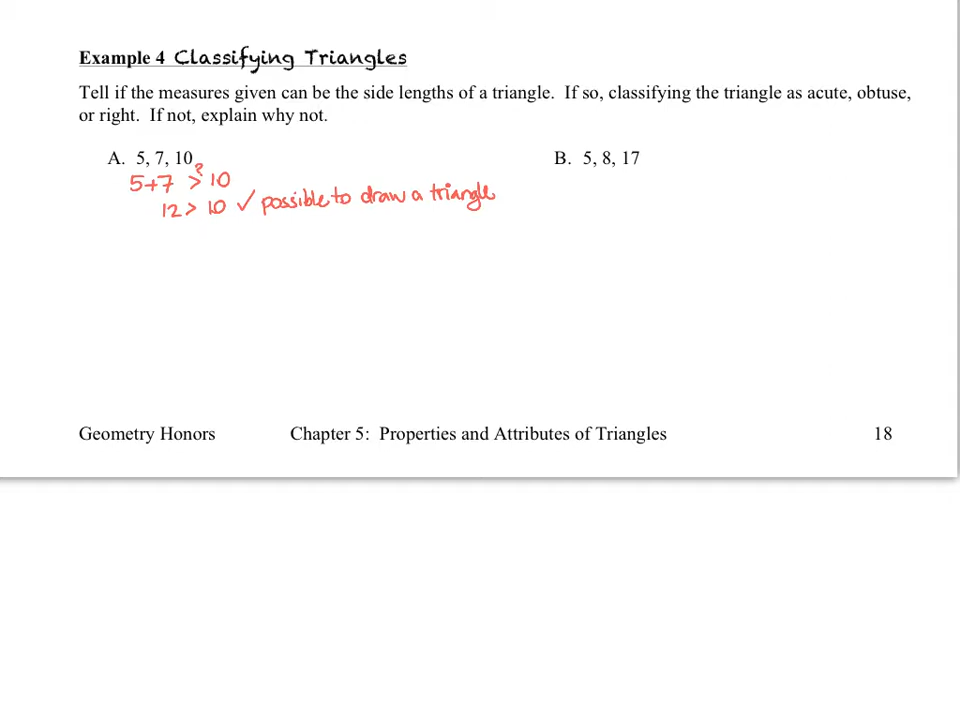 Example 4 Classifying Triangles
Tell if the measures given can be the side lengths of a triangle. If so, classifying the triangle as acute, obtuse,
or right. If not, explain why not.
A. 5, 7, 10
B. 5, 8, 17
?
5+7 > 10
12 > 10 ✓ possible to draw a triangle
Geometry Honors Chapter 5: Properties and Attributes of Triangles 18